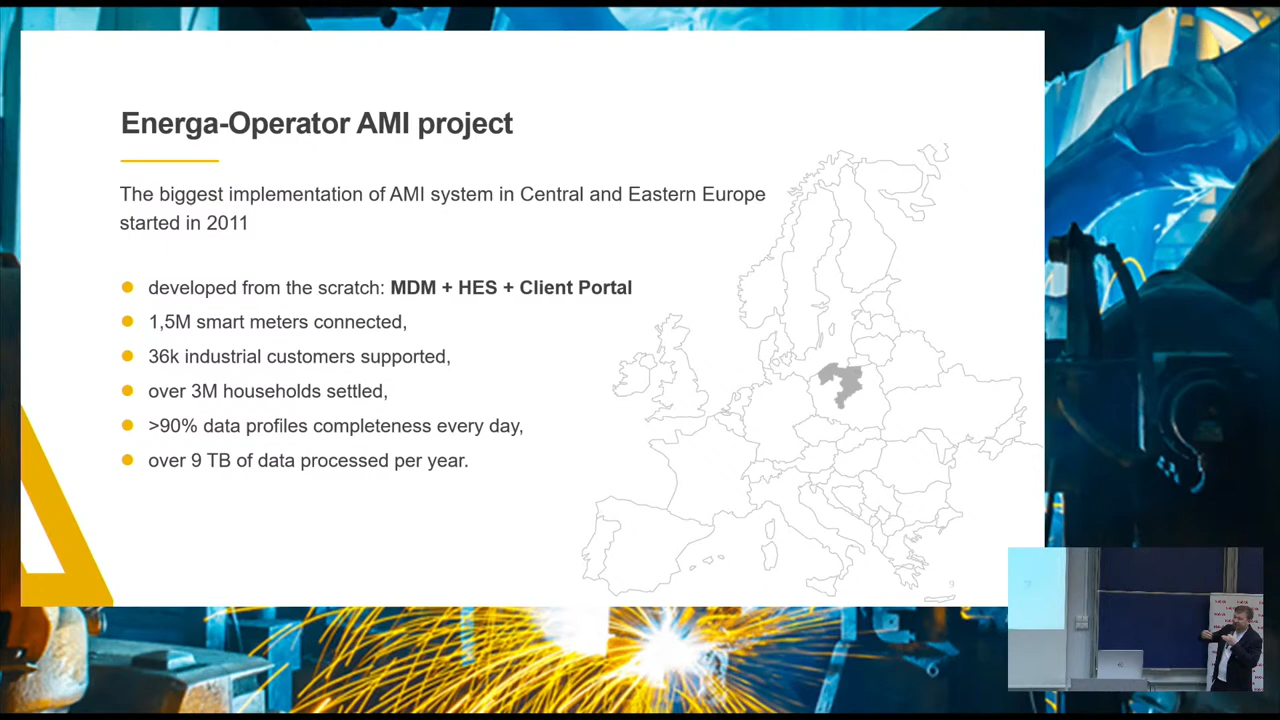 Energa-Operator AMI project
The biggest implementation of AMI system in Central and Eastern Europe
started in 2011
developed from the scratch: MDM + HES + Client Portal
1,5M smart meters connected,
36k industrial customers supported,
over 3M households settled,
>90% data profiles completeness every day,
over 9 TB of data processed per year.
9